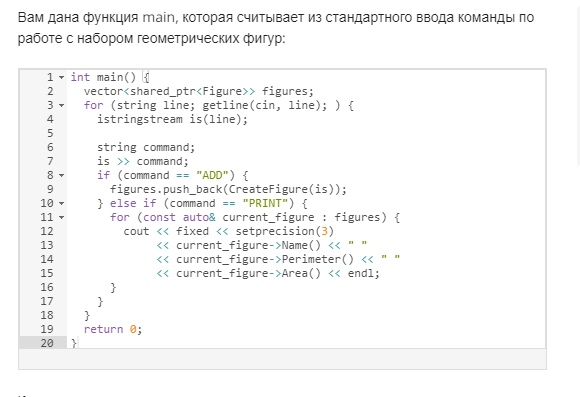 Вам дана функция main, которая считывает из стандартного ввода команды по
работе с набором геометрических фигур:
1 int main() {
2 vector<shared_ptr<Figure>> figures;
3 for (string line; getline(cin, line); ) {
4 istringstream is(line);
5
6 string command;
7 is >> command;
8 if (command == "ADD") {
9 figures.push_back(CreateFigure(is));
10 } else if (command == "PRINT") {
11 for (const auto& current_figure : figures) {
12 cout << fixed << setprecision(3)
13 << current_figure->Name() << " "
14 << current_figure->Perimeter() << " "
15 << current_figure->Area() << endl;
16 }
17 }
18 }
19 return 0;
20 }